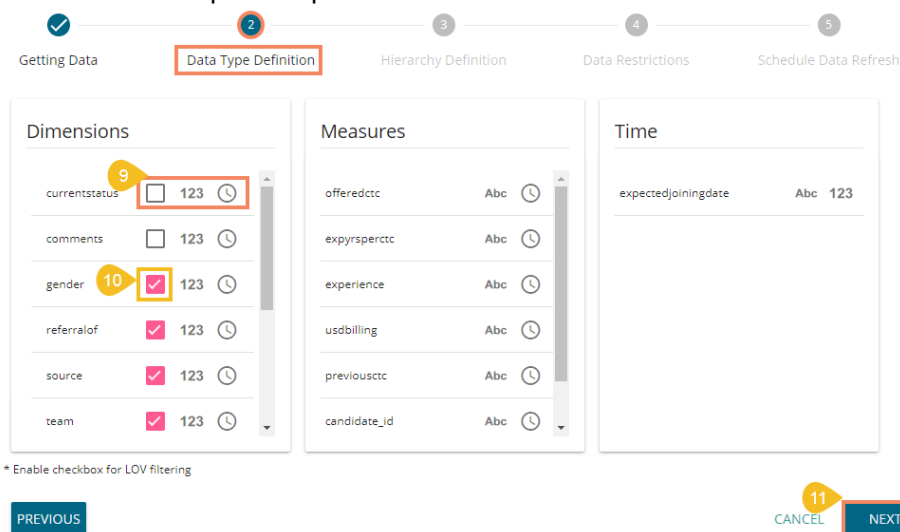 2 3 4 5
Getting Data Data Type Definition Hierarchy Definition Data Restrictions Schedule Data Refresh
Dimensions
9
currentstatus 123
comments 123
10
gender 123
referralof 123
source 123
team 123
Measures
offeredctc Abc
expyrsperctc Abc
experience Abc
usdbilling Abc
previousctc Abc
candidate_id Abc
Time
expectedjoiningdate Abc 123
* Enable checkbox for LOV filtering
11
PREVIOUS CANCEL NEXT